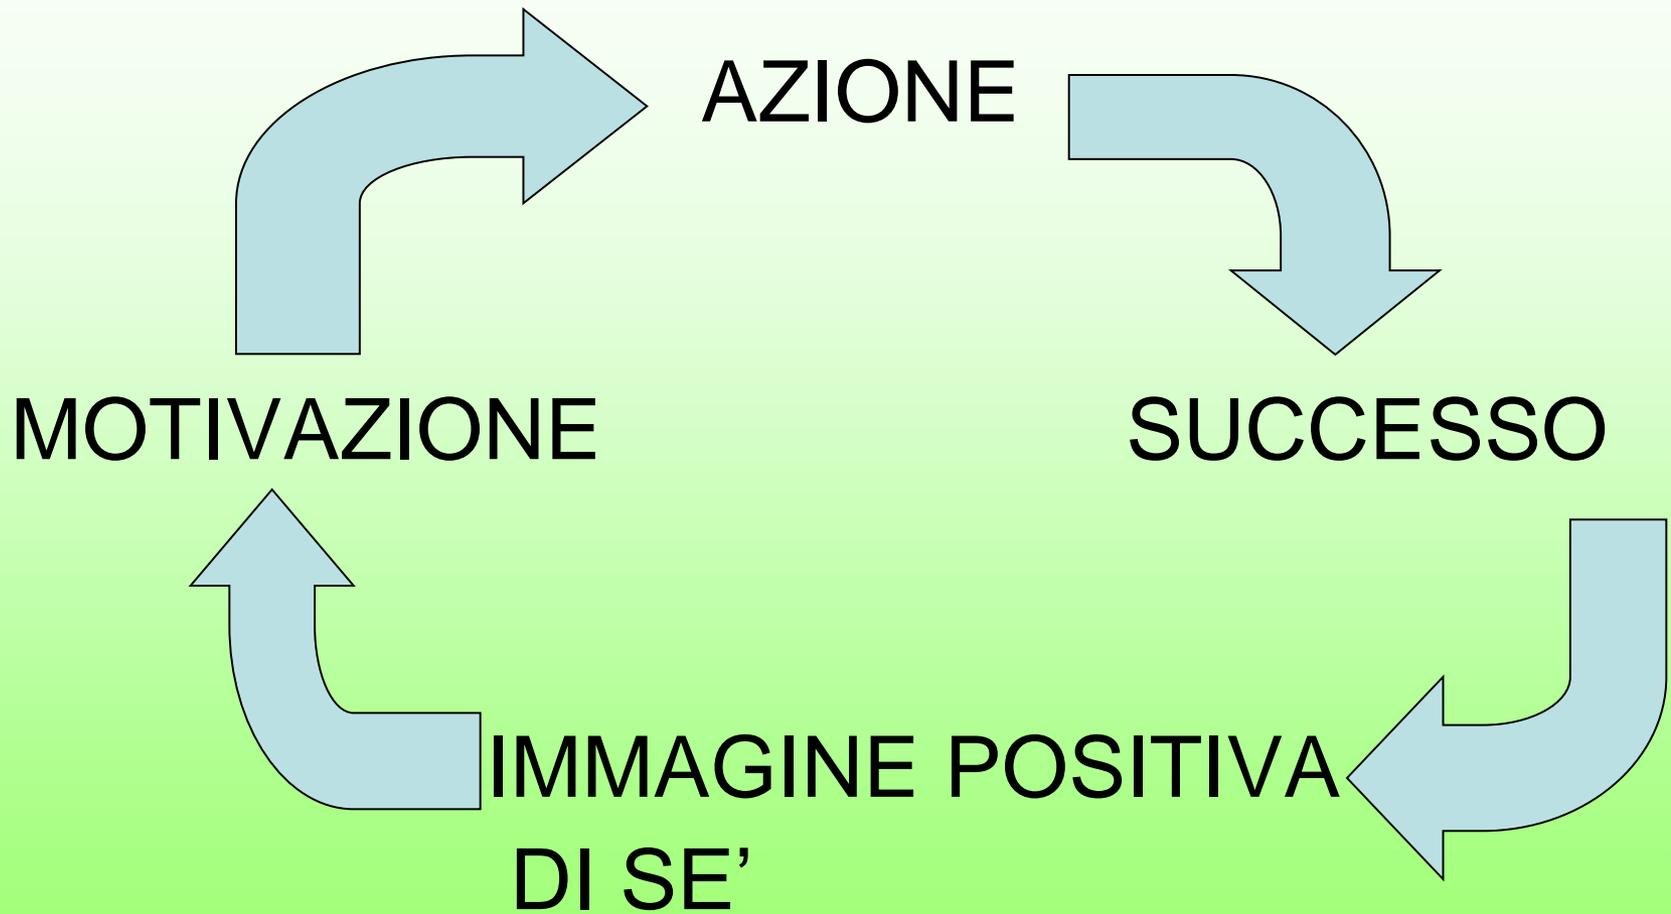 AZIONE
MOTIVAZIONE
SUCCESSO
IMMAGINE POSITIVA
DI SE’